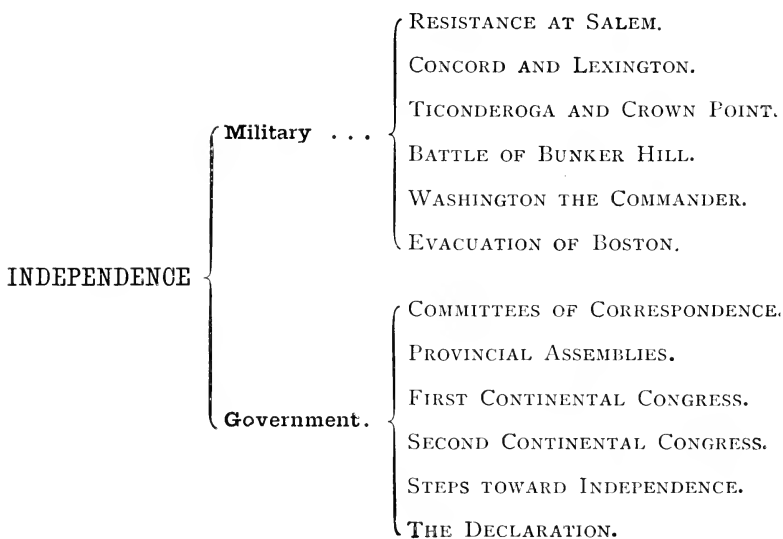 INDEPENDENCE
Military . . .
RESISTANCE AT SALEM.
CONCORD AND LEXINGTON.
TICONDEROGA AND CROWN POINT.
BATTLE OF BUNKER HILL.
WASHINGTON THE COMMANDER.
EVACUATION OF BOSTON.
Government.
COMMITTEES OF CORRESPONDENCE.
PROVINCIAL ASSEMBLIES.
FIRST CONTINENTAL CONGRESS.
SECOND CONTINENTAL CONGRESS.
STEPS TOWARD INDEPENDENCE.
THE DECLARATION.